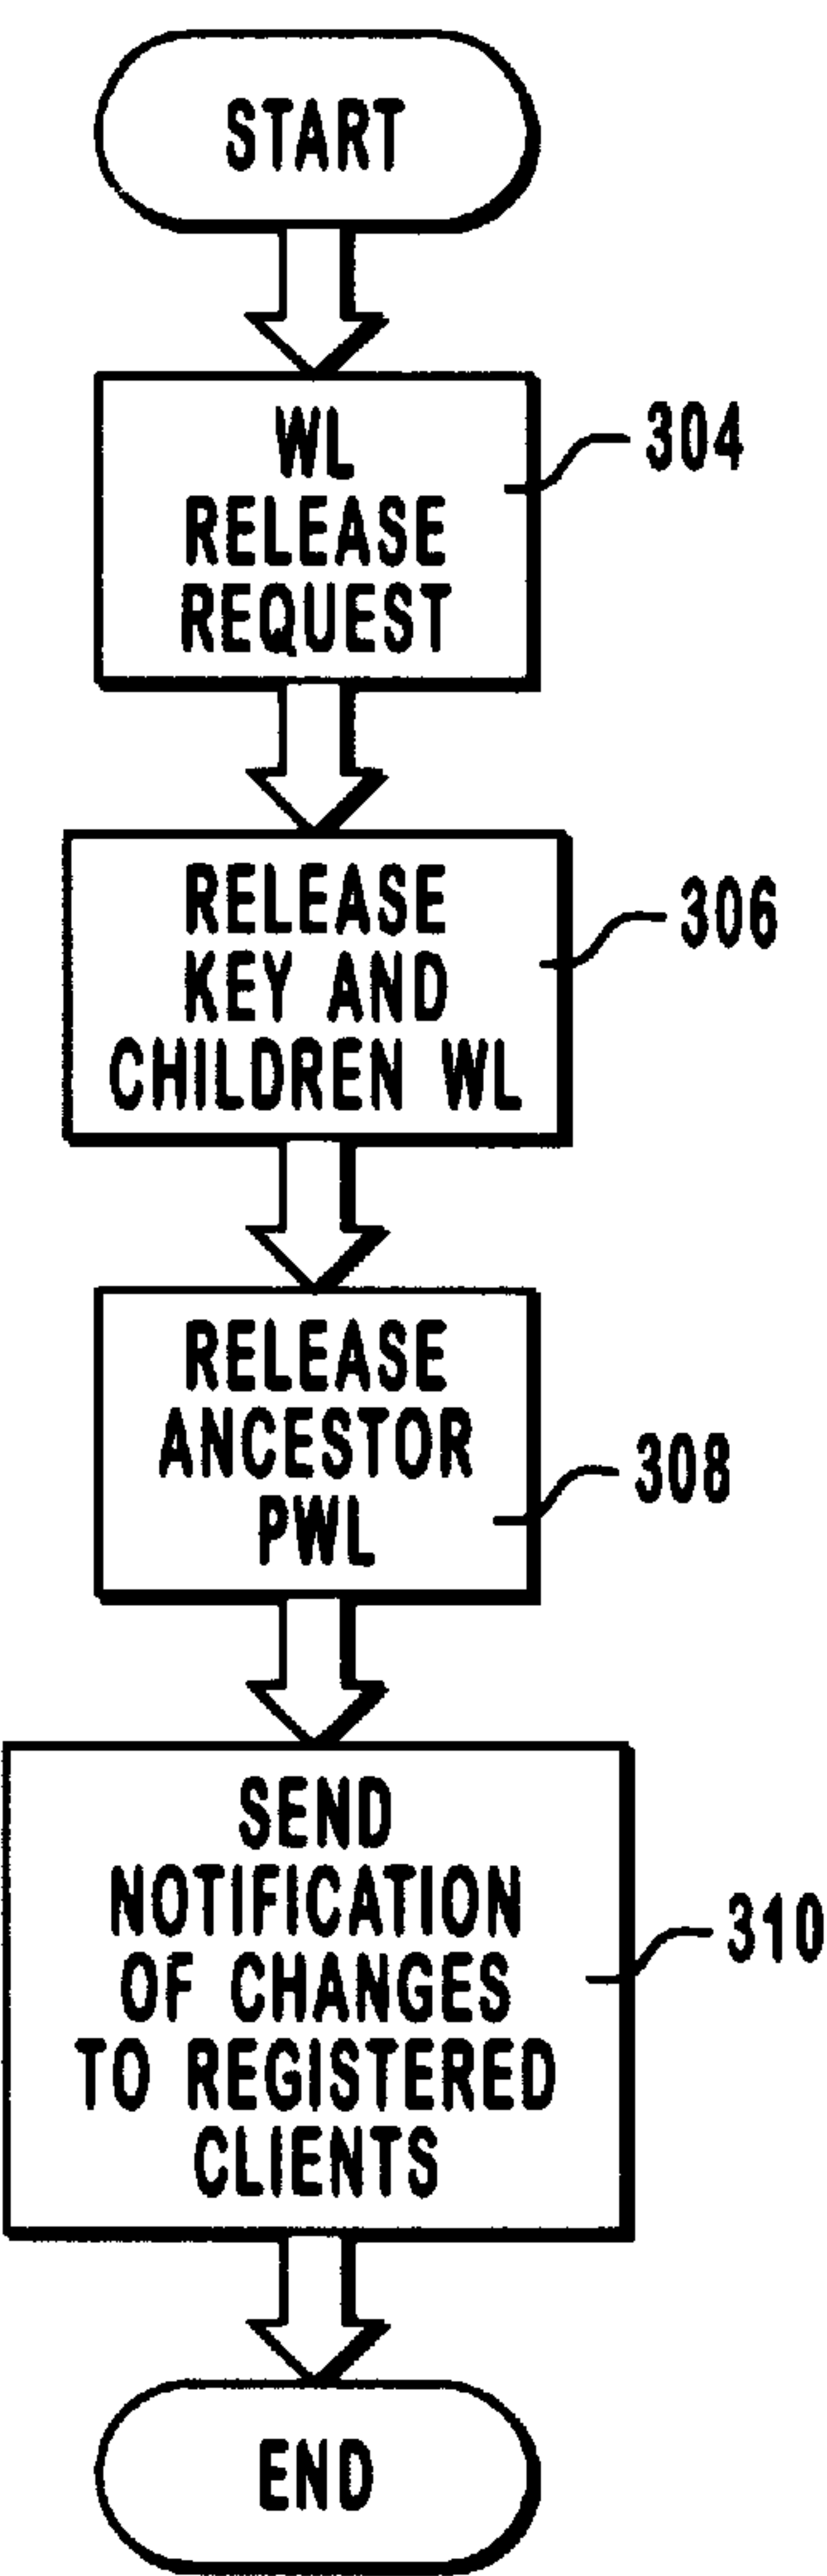 START
WL
RELEASE
REQUEST
304
RELEASE
KEY AND
CHILDREN WL
306
RELEASE
ANCESTOR
PWL
308
SEND
NOTIFICATION
OF CHANGES
TO REGISTERED
CLIENTS
310
END